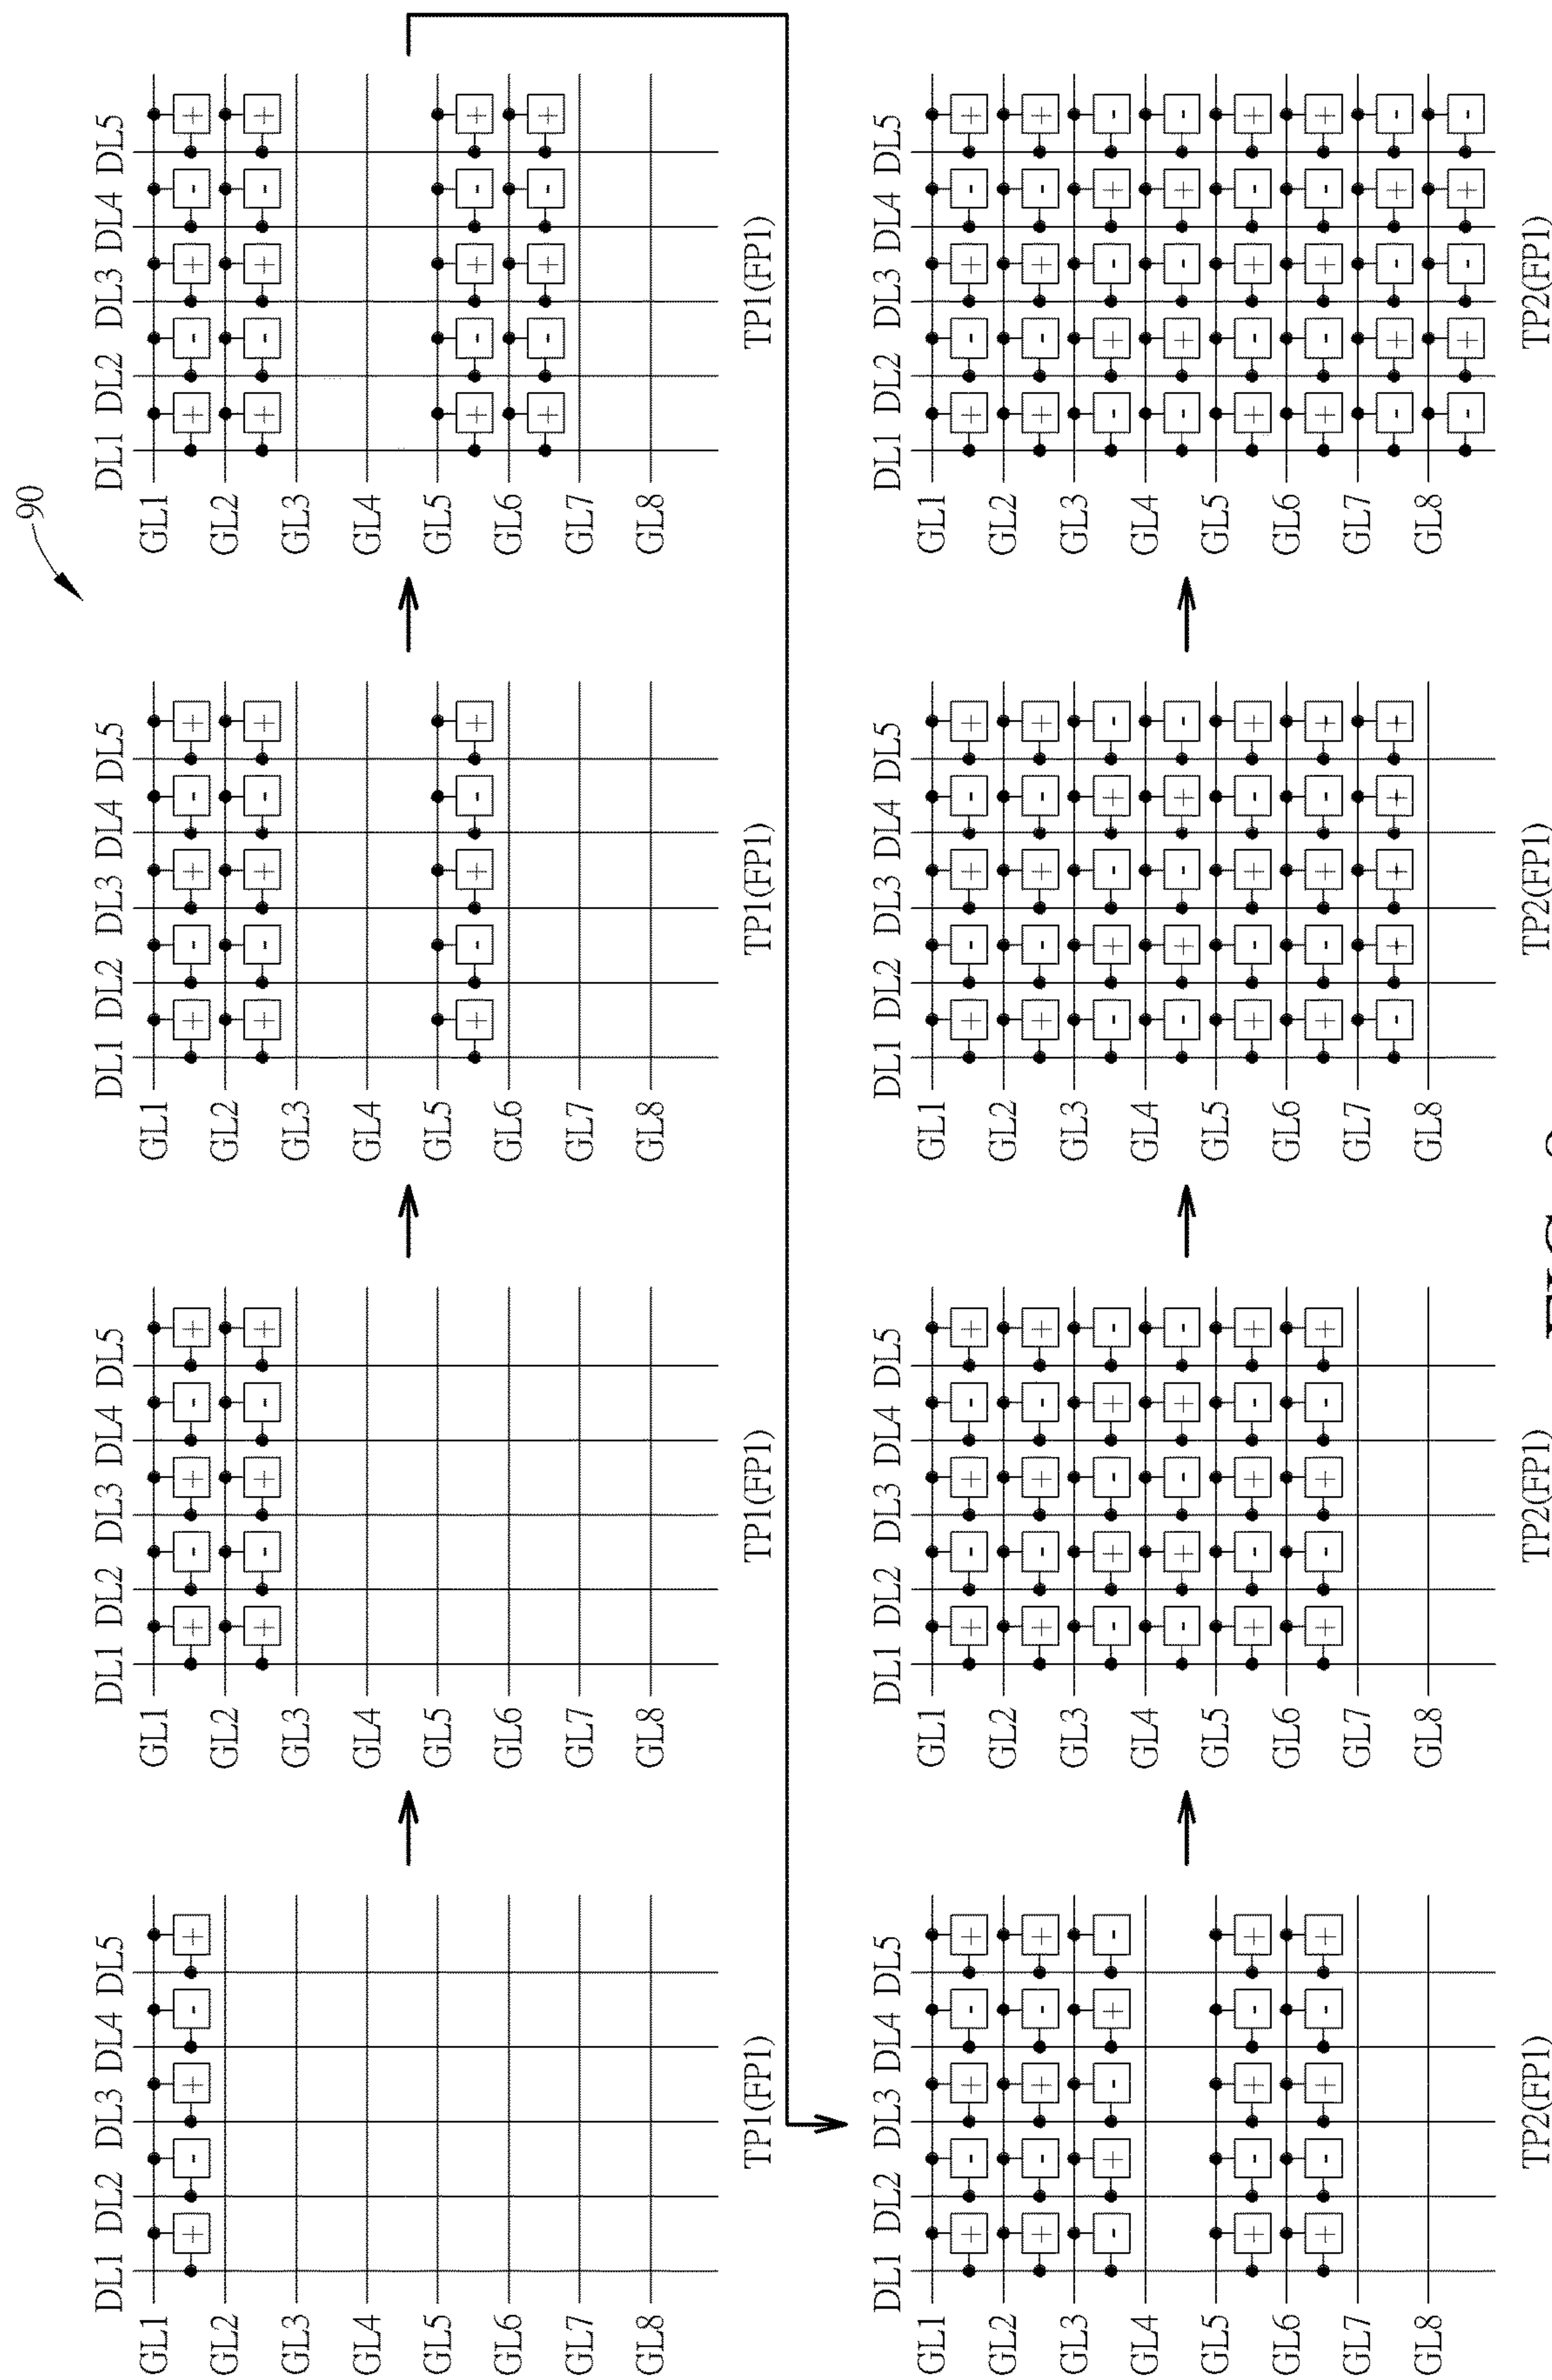 90
DL1 DL2 DL3 DL4 DL5
GL1
+ - + - +
GL2
GL3
GL4
GL5
GL6
GL7
GL8
TP1(FP1)
DL1 DL2 DL3 DL4 DL5
GL1
+ - + - +
GL2
+ - + - +
GL3
GL4
GL5
GL6
GL7
GL8
TP1(FP1)
DL1 DL2 DL3 DL4 DL5
GL1
+ - + - +
GL2
+ - + - +
GL3
GL4
GL5
+ - + - +
GL6
GL7
GL8
TP1(FP1)
DL1 DL2 DL3 DL4 DL5
GL1
+ - + - +
GL2
+ - + - +
GL3
GL4
GL5
+ - + - +
GL6
+ - + - +
GL7
GL8
TP1(FP1)
DL1 DL2 DL3 DL4 DL5
GL1
+ - + - +
GL2
+ - + - +
GL3
- + - + -
GL4
GL5
+ - + - +
GL6
+ - + - +
GL7
GL8
TP2(FP1)
DL1 DL2 DL3 DL4 DL5
GL1
+ - + - +
GL2
+ - + - +
GL3
- + - + -
GL4
- + - + -
GL5
+ - + - +
GL6
+ - + - +
GL7
GL8
TP2(FP1)
DL1 DL2 DL3 DL4 DL5
GL1
+ - + - +
GL2
+ - + - +
GL3
- + - + -
GL4
- + - + -
GL5
+ - + - +
GL6
+ - + - +
GL7
- + + + +
GL8
TP2(FP1)
DL1 DL2 DL3 DL4 DL5
GL1
+ - + - +
GL2
+ - + - +
GL3
- + - + -
GL4
- + - + -
GL5
+ - + - +
GL6
+ - + - +
GL7
- + - + -
GL8
- + - + -
TP2(FP1)